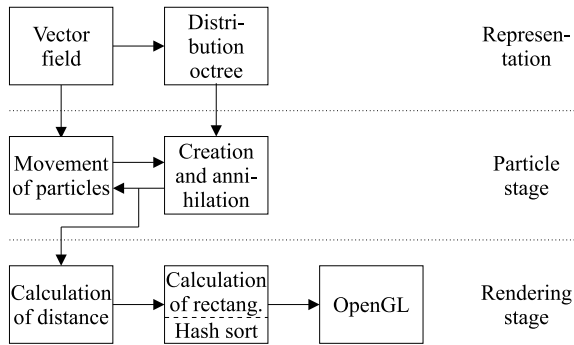 Vector
field
Distri-
bution
octree
Represen-
tation
Movement
of particles
Creation
and anni-
hilation
Particle
stage
Calculation
of distance
Calculation
of rectang.
Hash sort
OpenGL
Rendering
stage